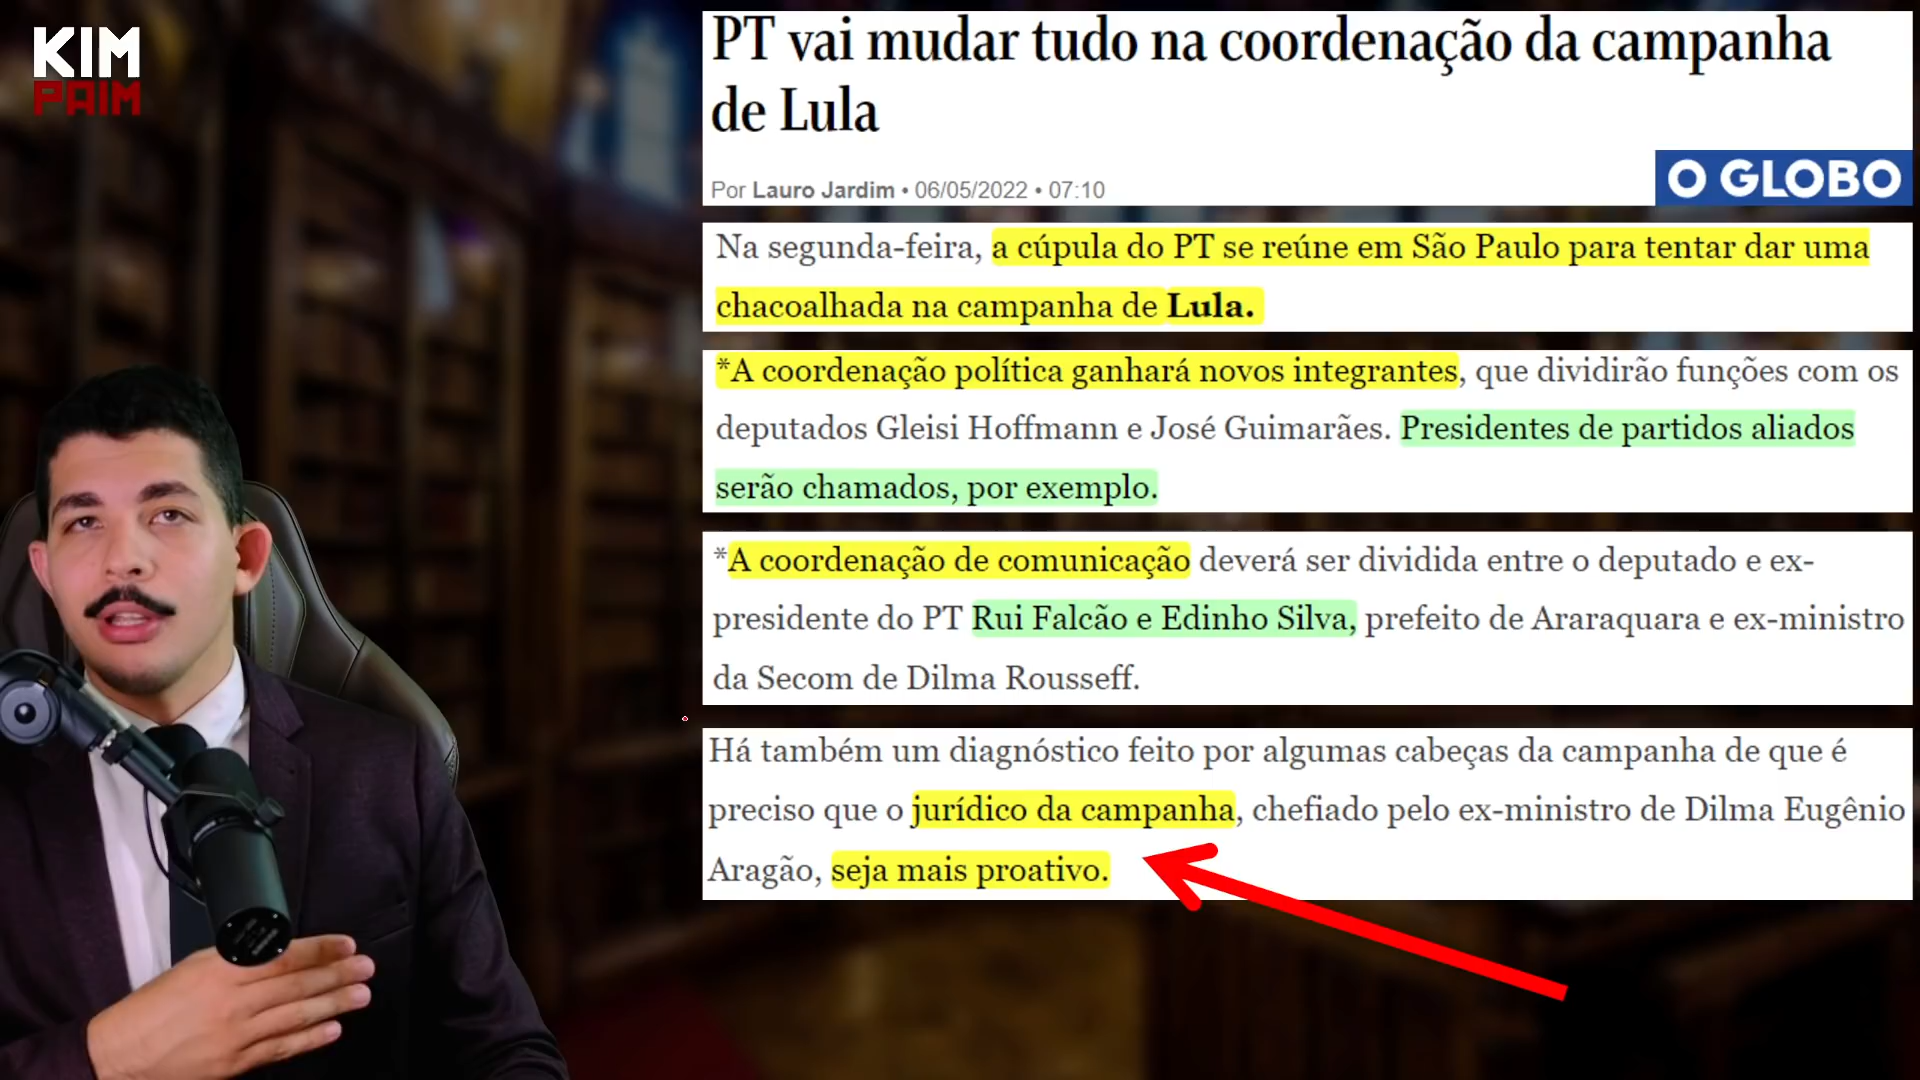 KIM
PAIM
PT vai mudar tudo na coordenação da campanha
de Lula
Por Lauro Jardim • 06/05/2022 • 07:10
O GLOBO
Na segunda-feira, a cúpula do PT se reúne em São Paulo para tentar dar uma
chacoalhada na campanha de Lula.
*A coordenação política ganhará novos integrantes, que dividirão funções com os
deputados Gleisi Hoffmann e José Guimarães. Presidentes de partidos aliados
serão chamados, por exemplo.
*A coordenação de comunicação deverá ser dividida entre o deputado e ex-
presidente do PT Rui Falcão e Edinho Silva, prefeito de Araraquara e ex-ministro
da Secom de Dilma Rousseff.
Há também um diagnóstico feito por algumas cabeças da campanha de que é
preciso que o jurídico da campanha, chefiado pelo ex-ministro de Dilma Eugênio
Aragão, seja mais proativo.